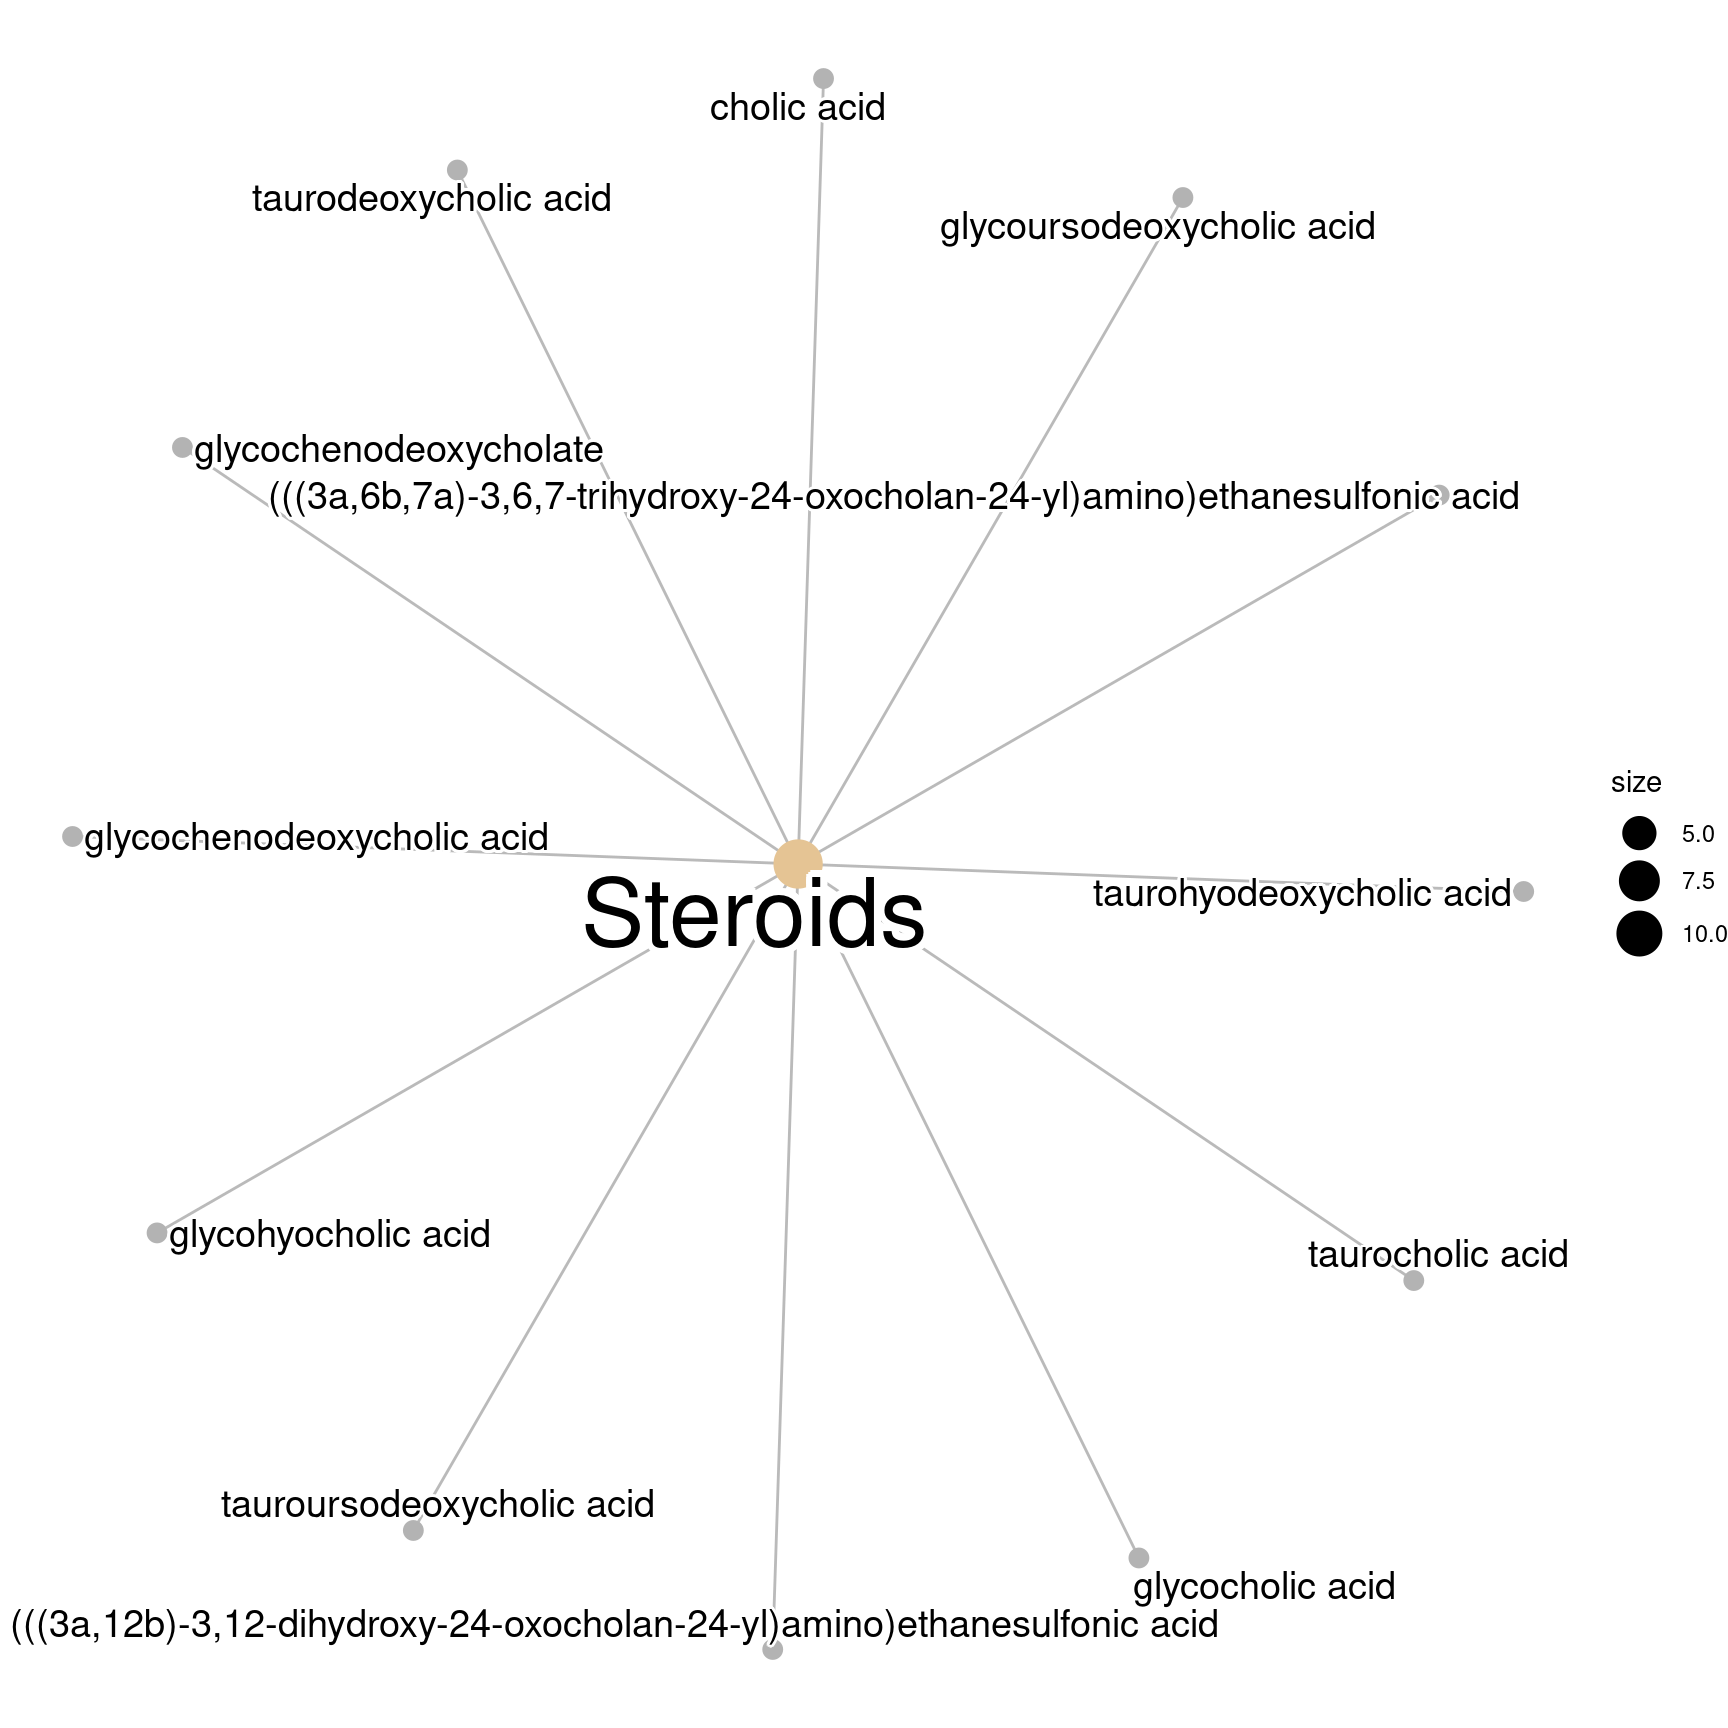 cholic acid
taurodeoxycholic acid
glycoursodeoxycholic acid
glycochenodeoxycholate
(((3a,6b,7a)-3,6,7-trihydroxy-24-oxocholan-24-yl)amino)ethanesulfonic acid
size
5.0
7.5
10.0
glycochenodeoxycholic acid
taurohyodeoxycholic acid
Steroids
glycohyocholic acid
taurocholic acid
tauroursodeoxycholic acid
glycocholic acid
(((3a,12b)-3,12-dihydroxy-24-oxocholan-24-yl)amino)ethanesulfonic acid